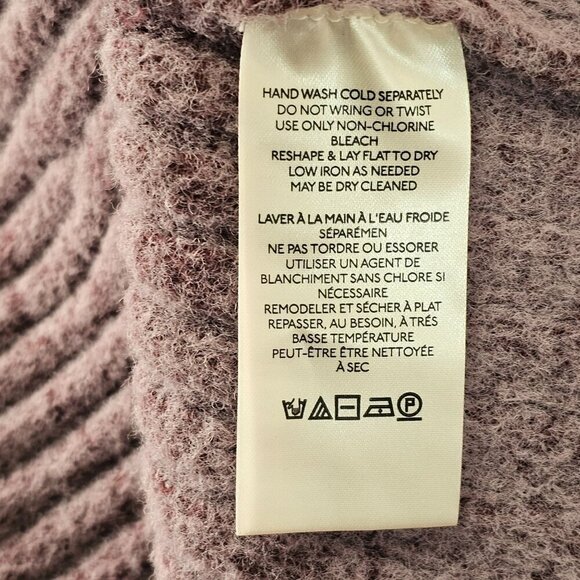 HAND WASH COLD SEPARATELY
DO NOT WRING OR TWIST
USE ONLY NON-CHLORINE
BLEACH
RESHAPE & LAY FLAT TO DRY
LOW IRON AS NEEDED
MAY BE DRY CLEANED
LAVER À LA MAIN À L'EAU FROIDE
SÉPARÉMEN
NE PAS TORDRE OU ESSORER
UTILISER UN AGENT DE
BLANCHIMENT SANS CHLORE SI
NÉCESSAIRE
REMODELER ET SÉCHER À PLAT
REPASSER, AU BESOIN, À TRÉS
BASSE TEMPÉRATURE
PEUT-ÊTRE ÊTRE NETTOYÉE
À SEC
P